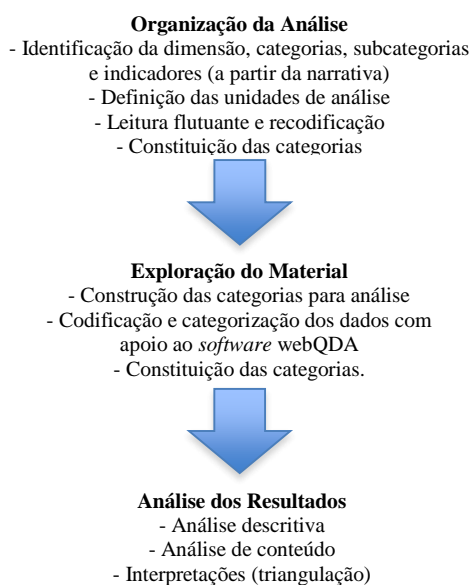 Organização da Análise
- Identificação da dimensão, categorias, subcategorias
e indicadores (a partir da narrativa)
- Definição das unidades de análise
- Leitura flutuante e recodificação
- Constituição das categorias
Exploração do Material
- Construção das categorias para análise
- Codificação e categorização dos dados com
apoio ao software webQDA
- Constituição das categorias.
Análise dos Resultados
- Análise descritiva
- Análise de conteúdo
- Interpretações (triangulação)